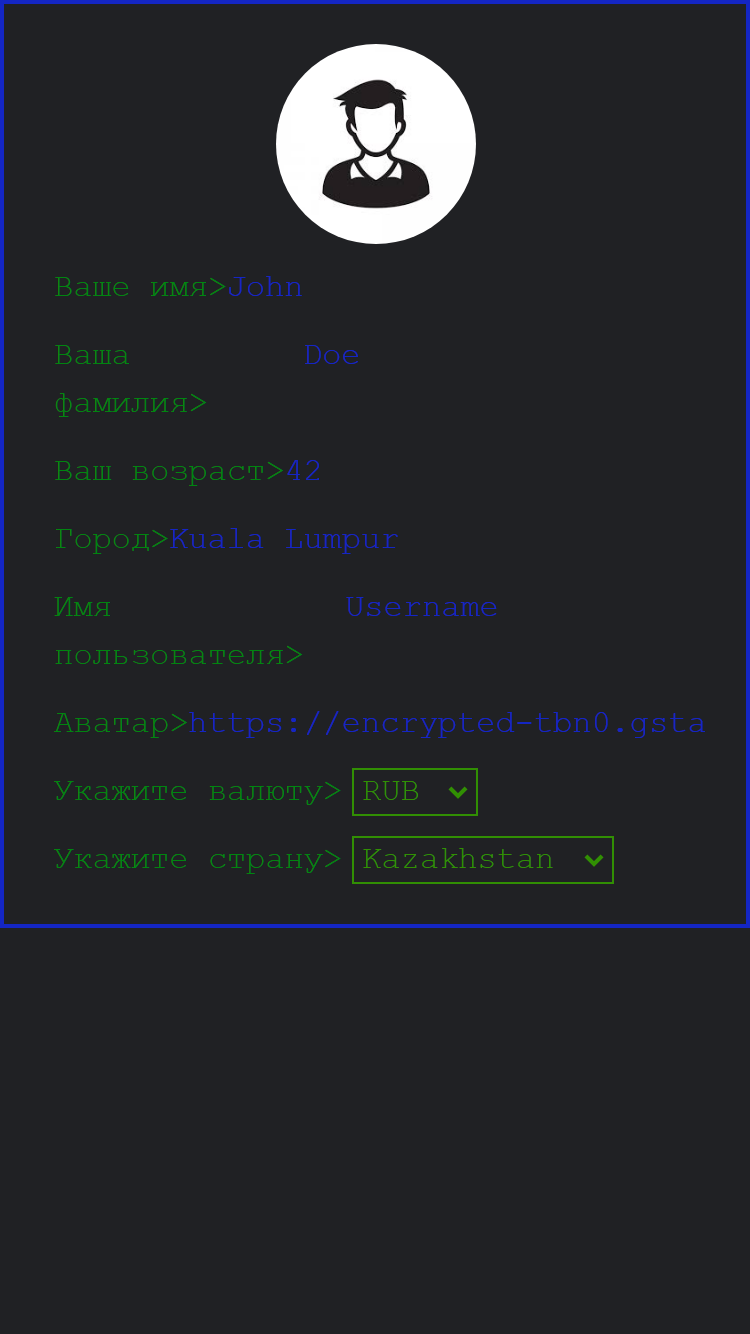 Ваше имя>John
Ваша Doe
фамилия>
Ваш возраст>42
Город>Kuala Lumpur
Имя Username
пользователя>
Аватар>https://encrypted-tbn0.gsta
Укажите валюту> RUB
Укажите страну> Kazakhstan